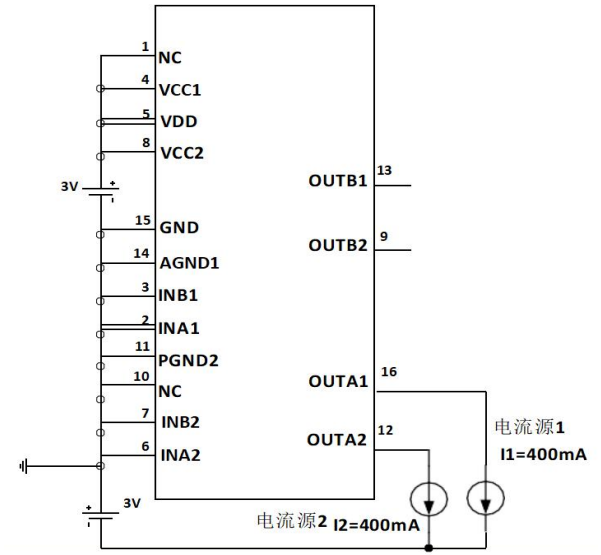 1
NC
4
VCC1
5
VDD
8
VCC2
13
OUTB1
3V
+
-
15
GND
9
OUTB2
14
AGND1
3
INB1
2
INA1
11
PGND2
10
NC
16
OUTA1
7
INB2
12
OUTA2
电流源1
I1=400mA
6
INA2
3V
+
-
电流源2 I2=400mA